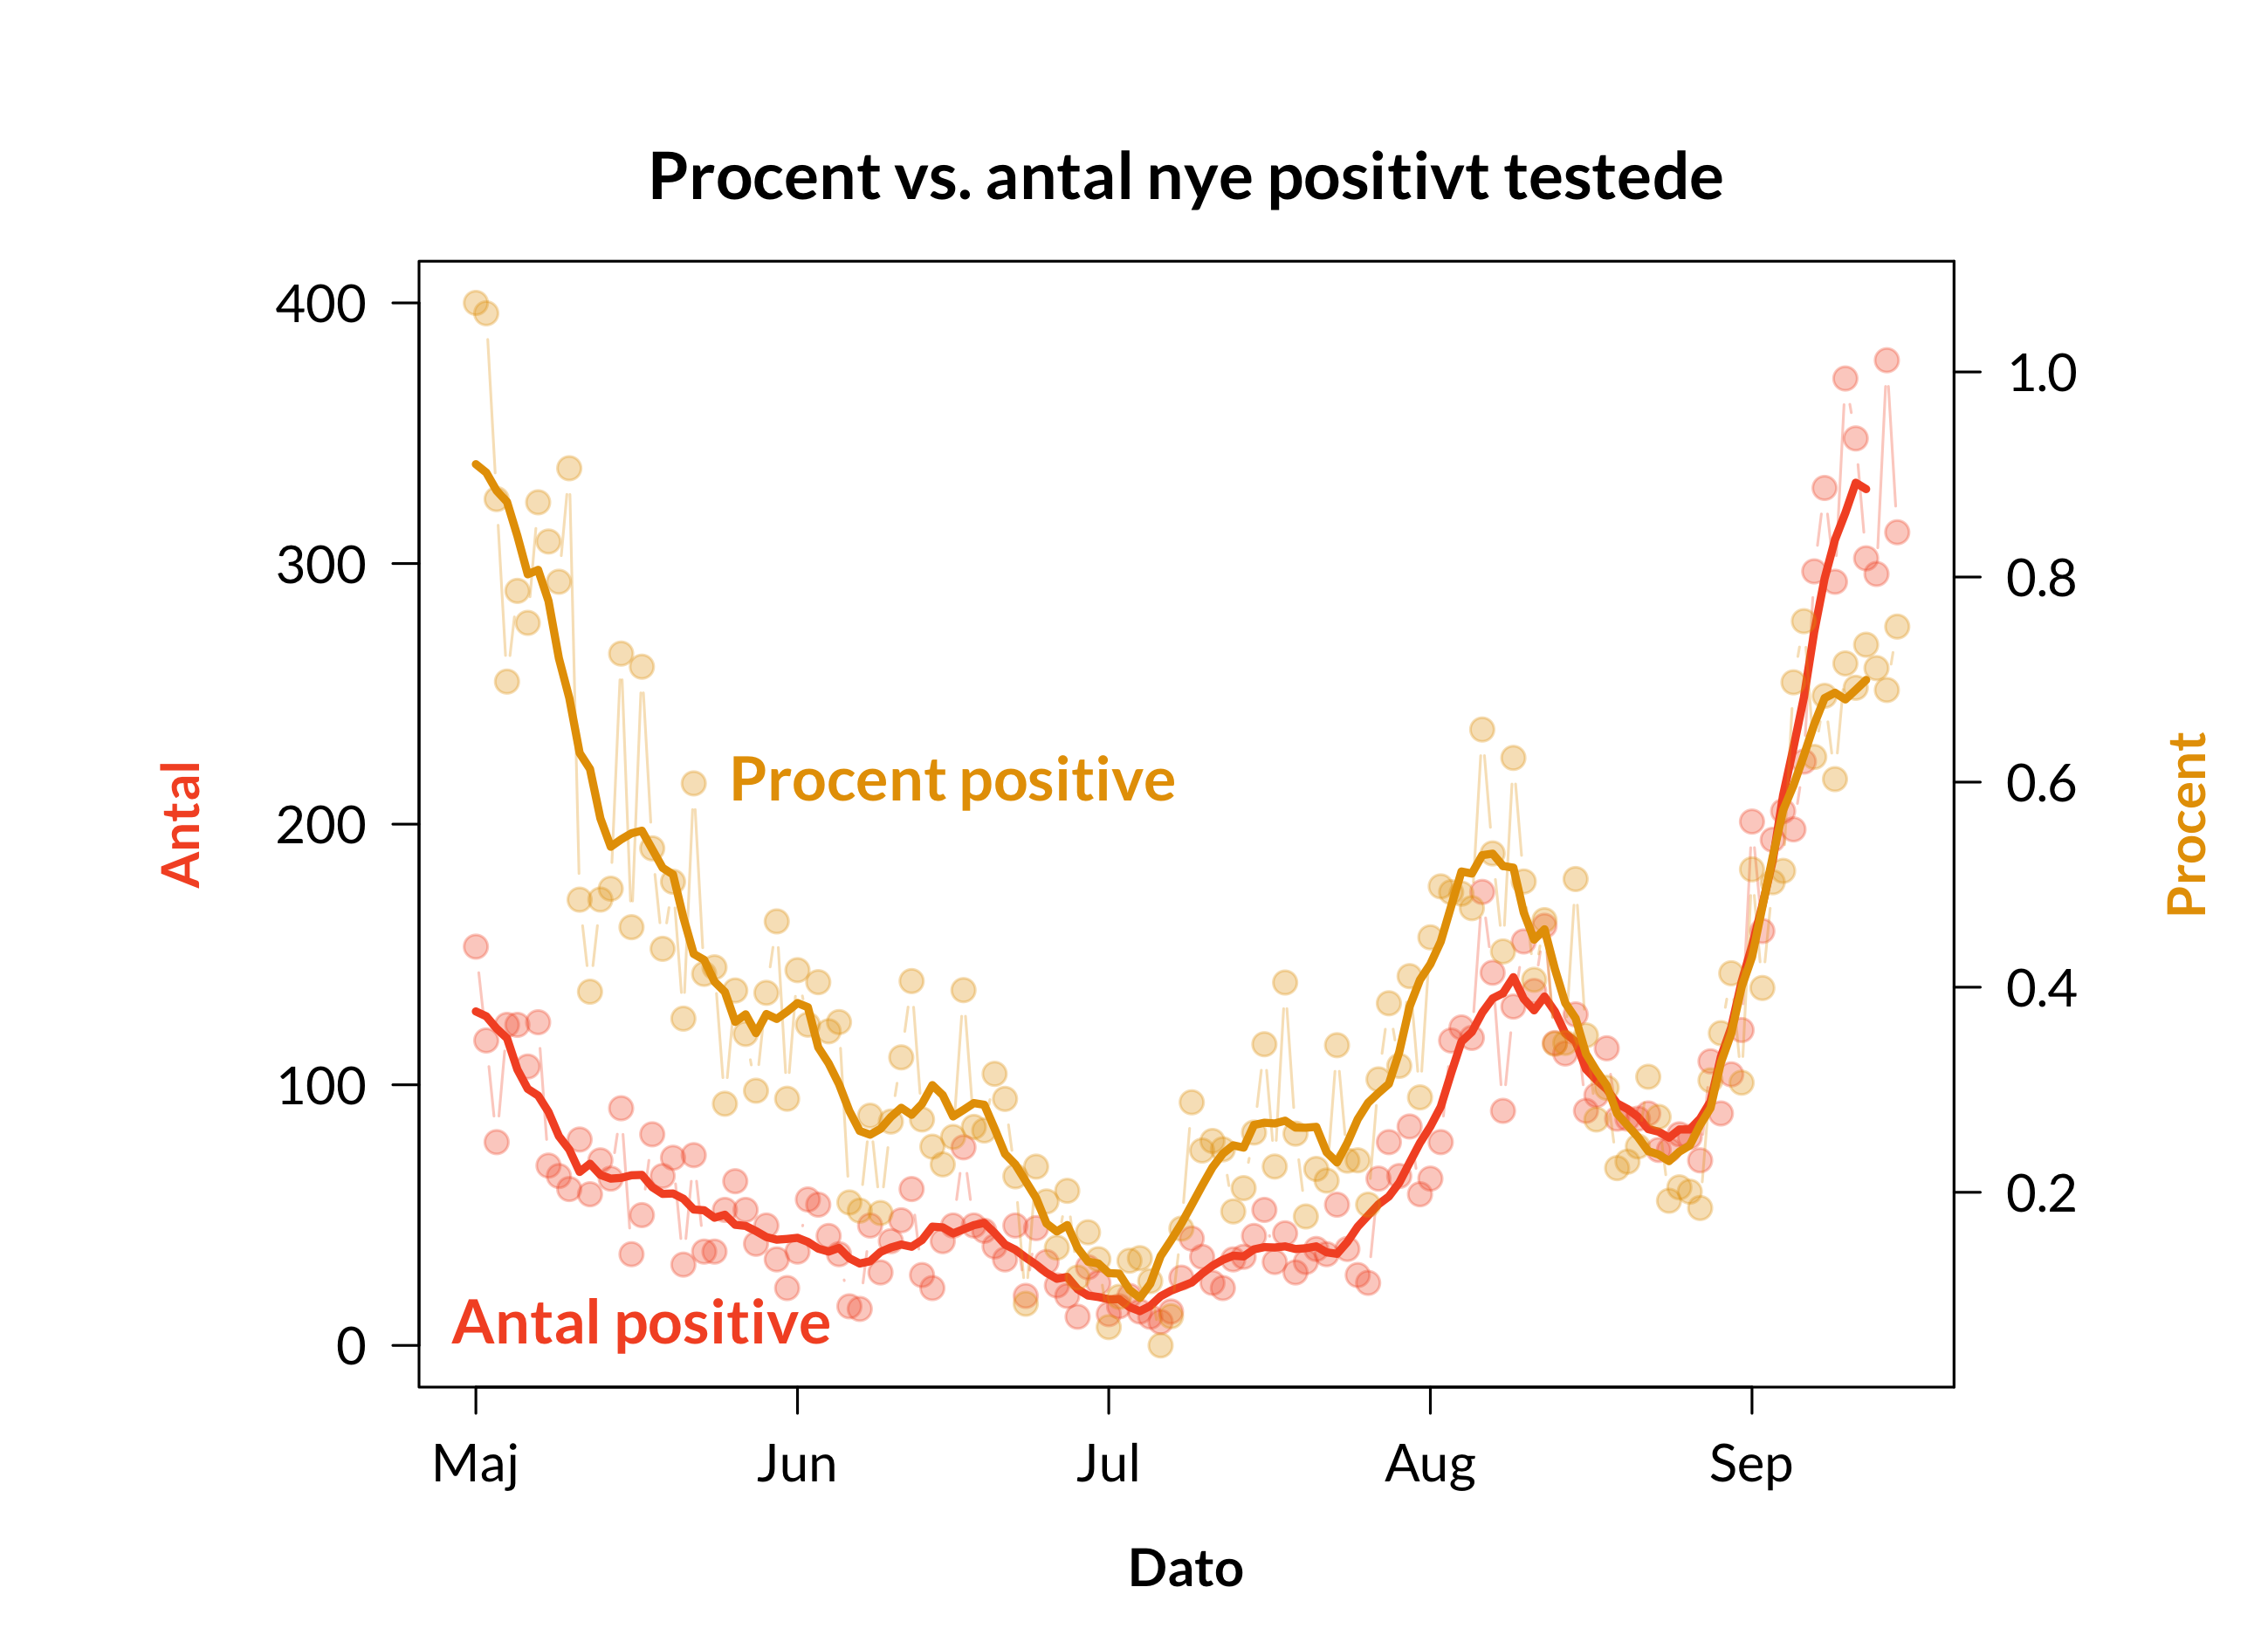 Procent vs. antal nye positivt testede
400
300
200
100
0
Antal
1.0
0.8
0.6
0.4
0.2
Procent
Procent positive
Antal positive
Maj Jun Jul Aug Sep
Dato